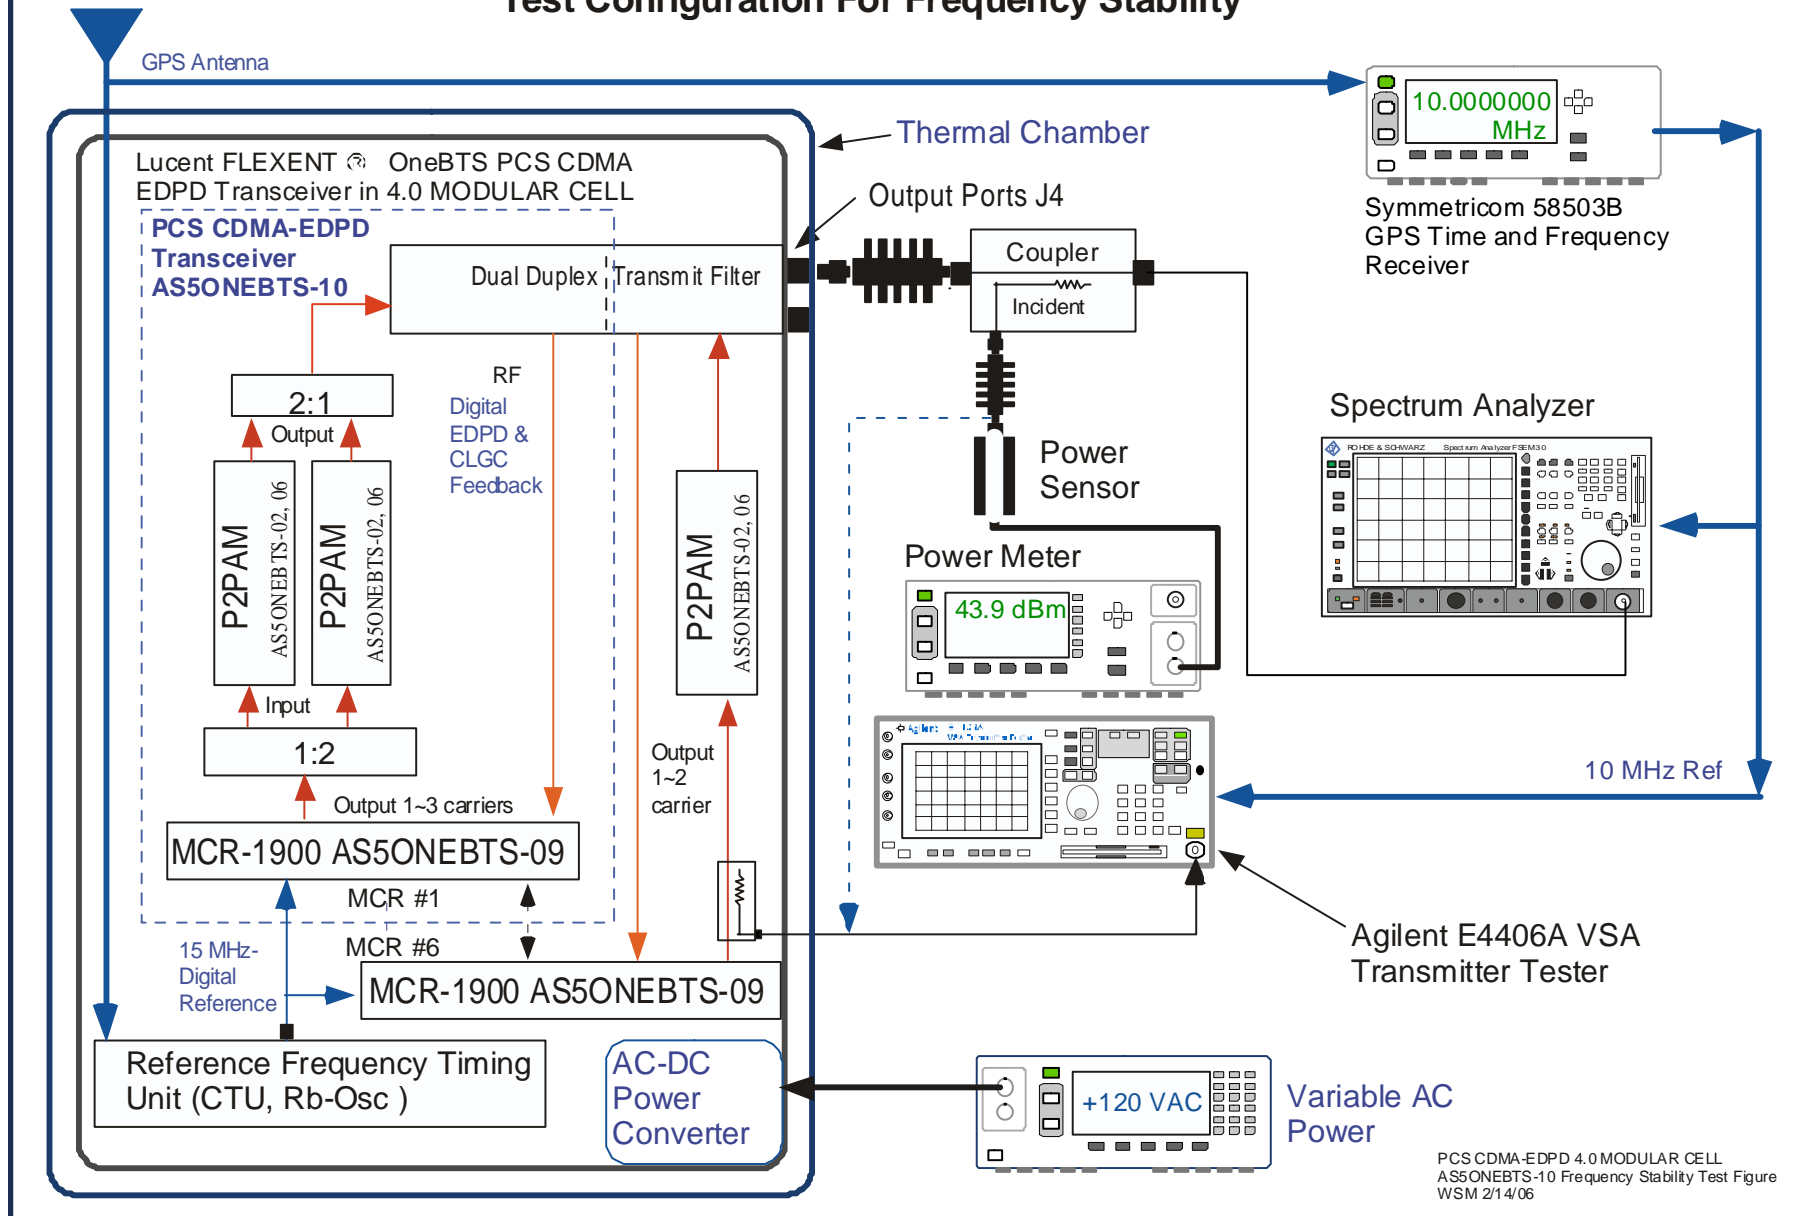 Test Configuration For Frequency Stability
GPS Antenna
10.0000000
MHz
Thermal Chamber
Lucent FLEXENT ® OneBTS PCS CDMA
EDPD Transceiver in 4.0 MODULAR CELL
Output Ports J4
Symmetricom 58503B
GPS Time and Frequency
Receiver
PCS CDMA-EDPD
Transceiver
AS5ONEBTS-10
Dual Duplex
Transmit Filter
Coupler
Incident
2:1
Output
RF
Digital
EDPD &
CLGC
Feedback
Spectrum Analyzer
ROHDE & SCHWARZ Spectrum Analyzer FSEM30
P2PAM
AS5ONEBTS-02, 06
P2PAM
AS5ONEBTS-02, 06
P2PAM
AS5ONEBTS-02, 06
Power
Sensor
Power Meter
43.9 dBm
Input
1:2
Output
1~2
carrier
Agilent
10 MHz Ref
Output 1~3 carriers
MCR-1900 AS5ONEBTS-09
MCR #1
MCR #6
15 MHz-
Digital
Reference
MCR-1900 AS5ONEBTS-09
Agilent E4406A VSA
Transmitter Tester
Reference Frequency Timing
Unit (CTU, Rb-Osc )
AC-DC
Power
Converter
+120 VAC
Variable AC
Power
PCS CDMA-EDPD 4.0 MODULAR CELL
AS5ONEBTS-10 Frequency Stability Test Figure
WSM 2/14/06